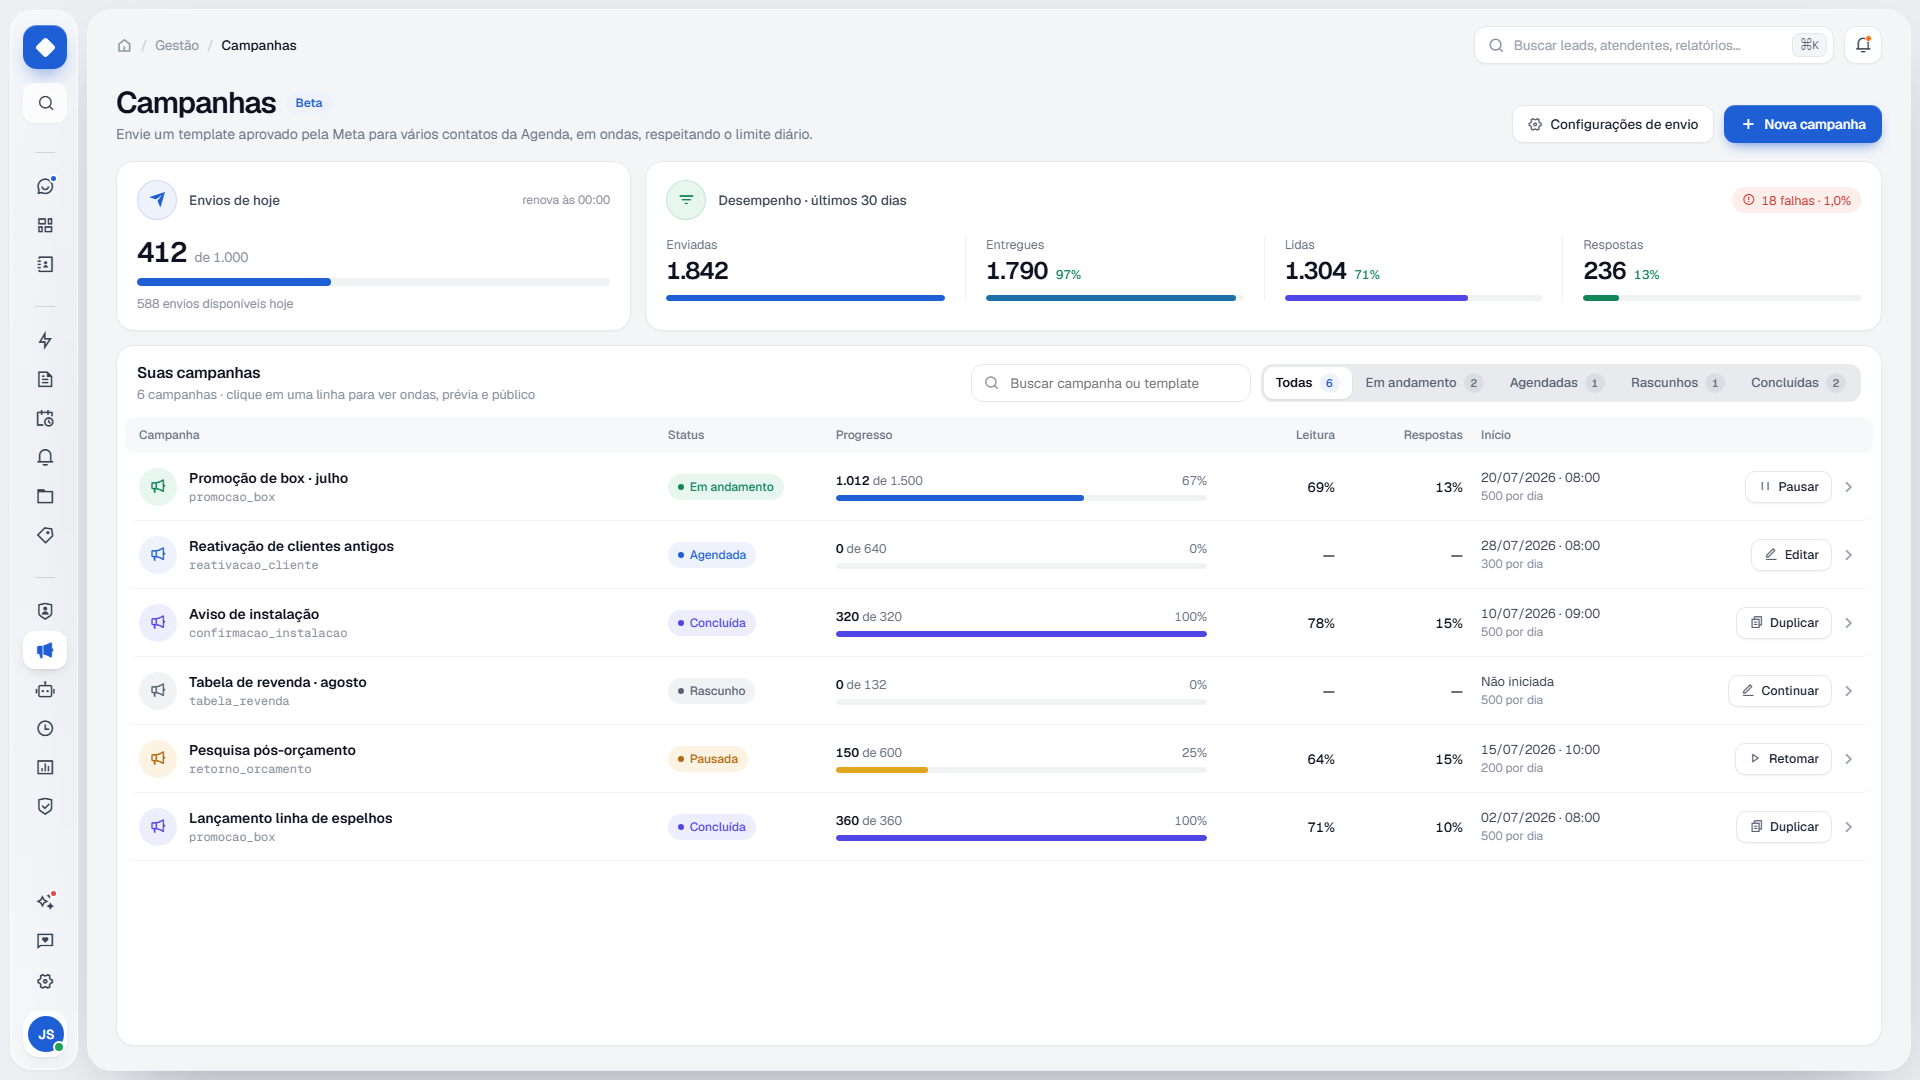 Gestão / Campanhas
Buscar leads, atendentes, relatórios... ⌘K
Campanhas Beta
Envie um template aprovado pela Meta para vários contatos da Agenda, em ondas, respeitando o limite diário.
Configurações de envio
+ Nova campanha
Envios de hoje
renova às 00:00
412 de 1.000
588 envios disponíveis hoje
Desempenho · últimos 30 dias
18 falhas · 1,0%
Enviadas
1.842
Entregues
1.790 97%
Lidas
1.304 71%
Respostas
236 13%
Suas campanhas
6 campanhas · clique em uma linha para ver ondas, prévia e público
Buscar campanha ou template
Todas 6
Em andamento 2
Agendadas 1
Rascunhos 1
Concluídas 2
Campanha Status Progresso Leitura Respostas Início
Promoção de box · julho
promocao_box
Em andamento
1.012 de 1.500 67%
69%
13%
20/07/2026 · 08:00
500 por dia
Pausar
Reativação de clientes antigos
reativacao_cliente
Agendada
0 de 640 0%
—
—
28/07/2026 · 08:00
300 por dia
Editar
Aviso de instalação
confirmacao_instalacao
Concluída
320 de 320 100%
78%
15%
10/07/2026 · 09:00
500 por dia
Duplicar
Tabela de revenda · agosto
tabela_revenda
Rascunho
0 de 132 0%
—
—
Não iniciada
500 por dia
Continuar
Pesquisa pós-orçamento
retorno_orcamento
Pausada
150 de 600 25%
64%
15%
15/07/2026 · 10:00
200 por dia
Retomar
Lançamento linha de espelhos
promocao_box
Concluída
360 de 360 100%
71%
10%
02/07/2026 · 08:00
500 por dia
Duplicar
JS